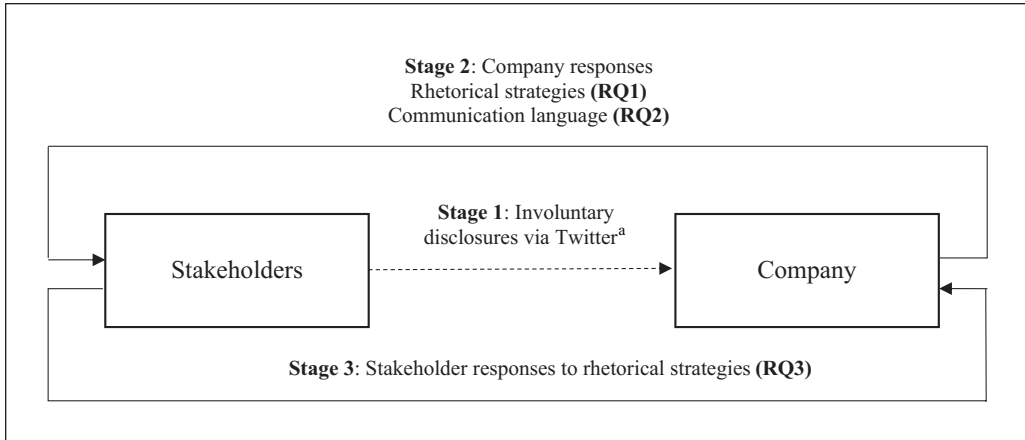 Stage 2: Company responses
Rhetorical strategies (RQ1)
Communication language (RQ2)
Stage 1: Involuntary
disclosures via Twitterᵃ
Stakeholders
Company
Stage 3: Stakeholder responses to rhetorical strategies (RQ3)